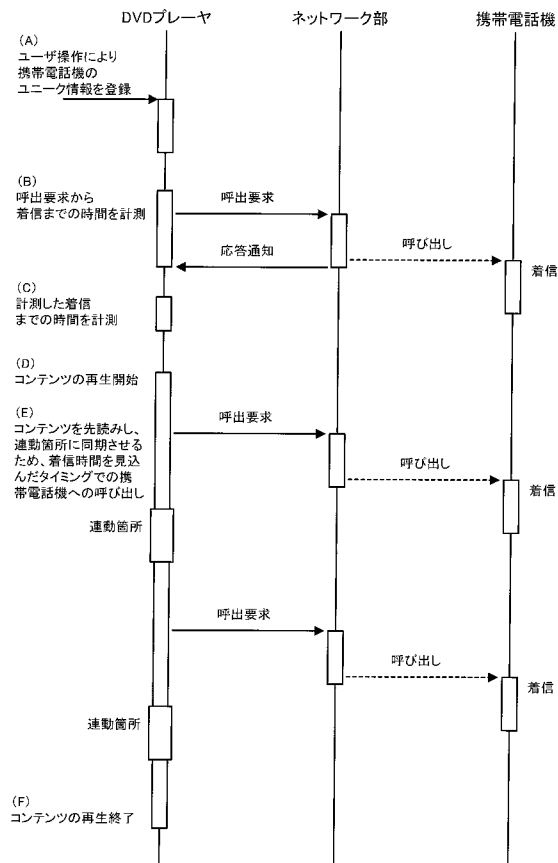 DVDプレーヤ
ネットワーク部
携帯電話機
(A)
ユーザ操作により
携帯電話機の
ユニーク情報を登録
(B)
呼出要求から
着信までの時間を計測
呼出要求
応答通知
呼び出し
着信
(C)
計測した着信
までの時間を計測
(D)
コンテンツの再生開始
(E)
コンテンツを先読みし、
連動箇所に同期させる
ため、着信時間を見込
んだタイミングでの携
帯電話機への呼び出し
呼出要求
呼び出し
着信
連動箇所
呼出要求
呼び出し
着信
連動箇所
(F)
コンテンツの再生終了